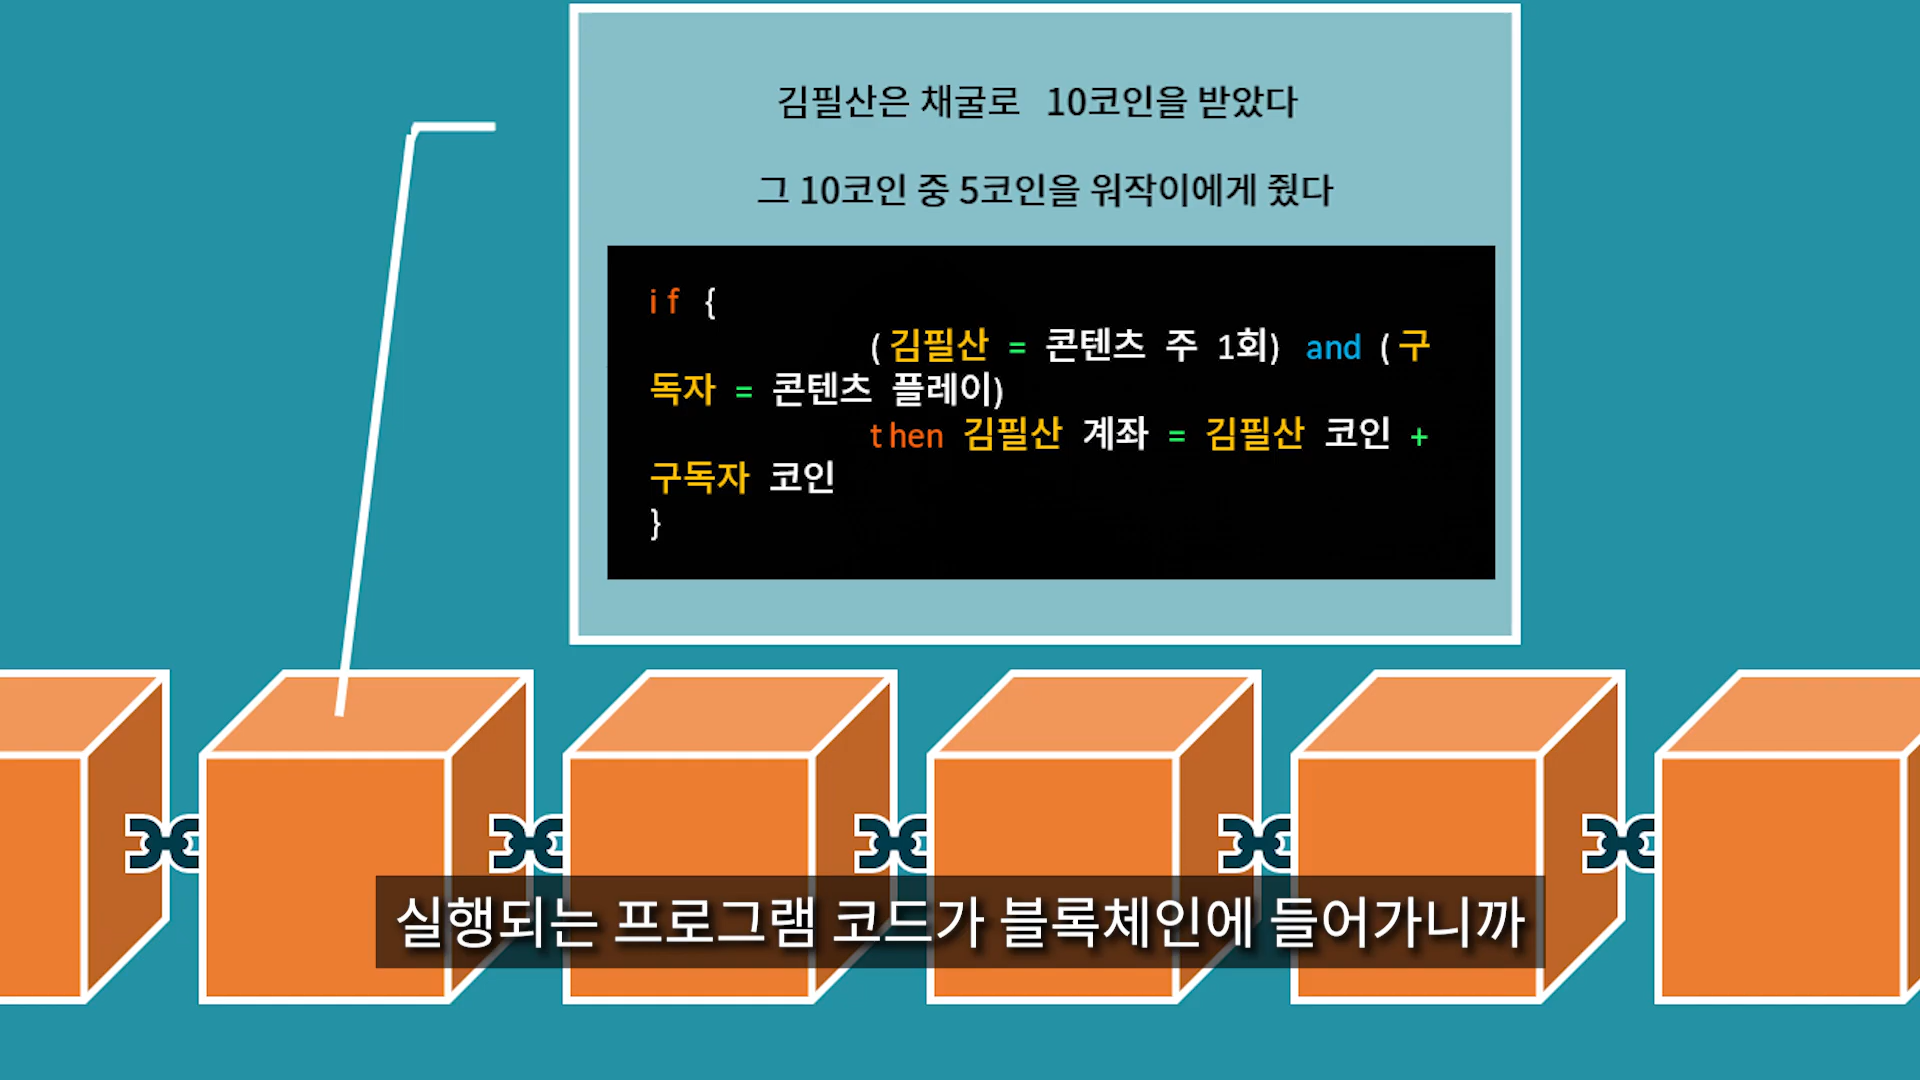 김필산은 채굴로 10코인을 받았다
그 10코인 중 5코인을 워작이에게 줬다
if {
(김필산 = 콘텐츠 주 1회) and (구
독자 = 콘텐츠 플레이)
then 김필산 계좌 = 김필산 코인 +
구독자 코인
}
실행되는 프로그램 코드가 블록체인에 들어가니까